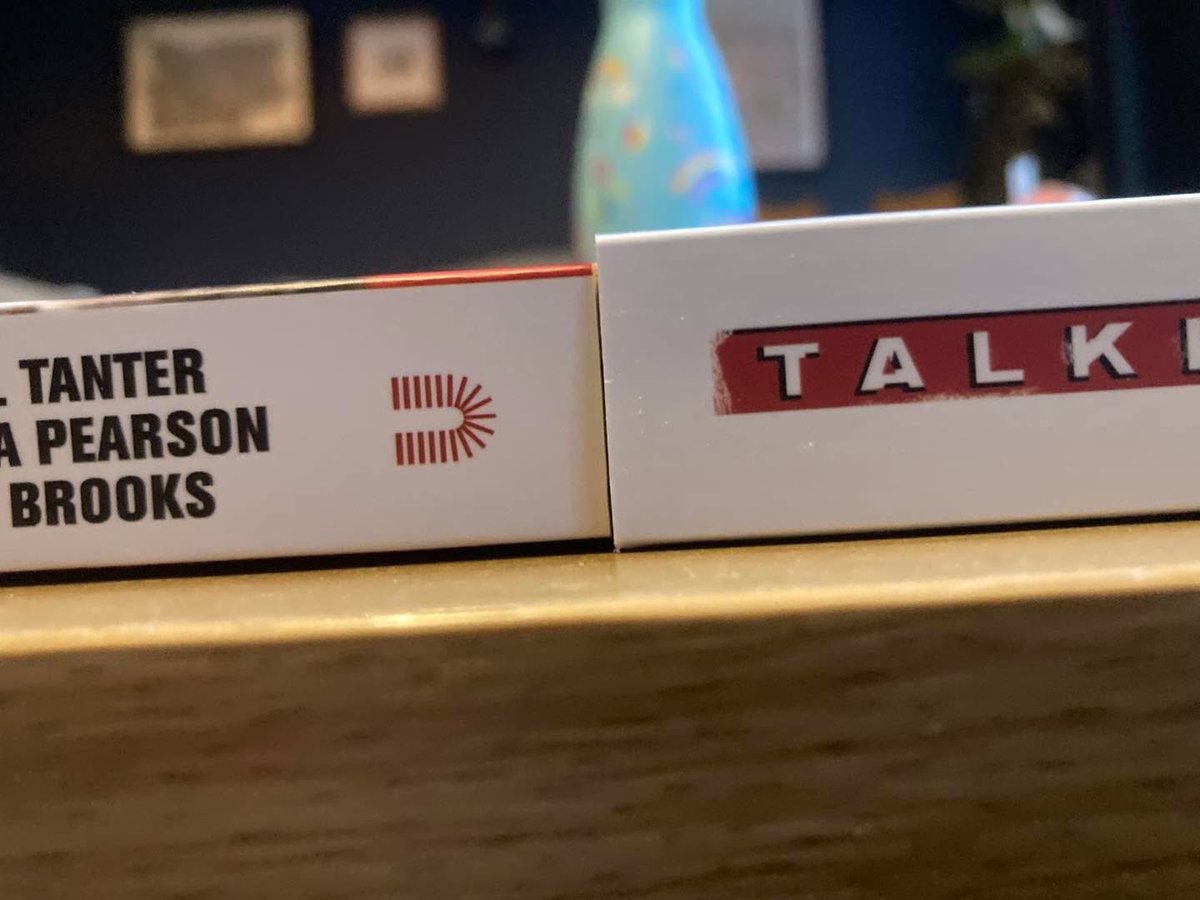 . TANTER
A PEARSON
BROOKS
TALK